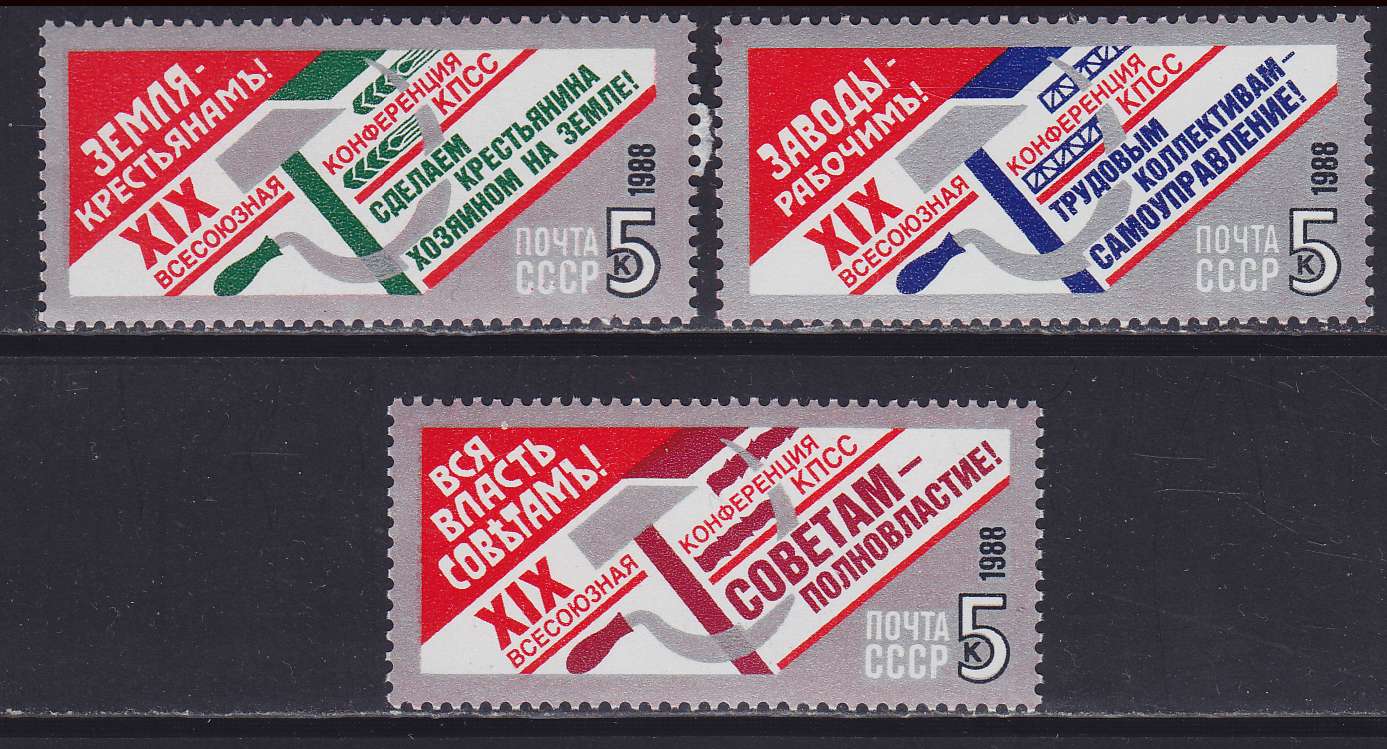 ЗЕМЛЯ-
КРЕСТЬЯНАМЪ!
XIX
ВСЕСОЮЗНАЯ
КОНФЕРЕНЦИЯ
КПСС
СДЕЛАЕМ
КРЕСТЬЯНИНА
ХОЗЯИНОМ НА ЗЕМЛЕ!
1988
ПОЧТА
СССР
5
К
ЗАВОДЫ-
РАБОЧИМЪ!
XIX
ВСЕСОЮЗНАЯ
КОНФЕРЕНЦИЯ
КПСС
ТРУДОВЫМ
КОЛЛЕКТИВАМ—
САМОУПРАВЛЕНИЕ!
1988
ПОЧТА
СССР
5
К
ВСЯ
ВЛАСТЬ
СОВѢТАМЪ!
XIX
ВСЕСОЮЗНАЯ
КОНФЕРЕНЦИЯ
КПСС
СОВЕТАМ—
ПОЛНОВЛАСТИЕ!
1988
ПОЧТА
СССР
5
К